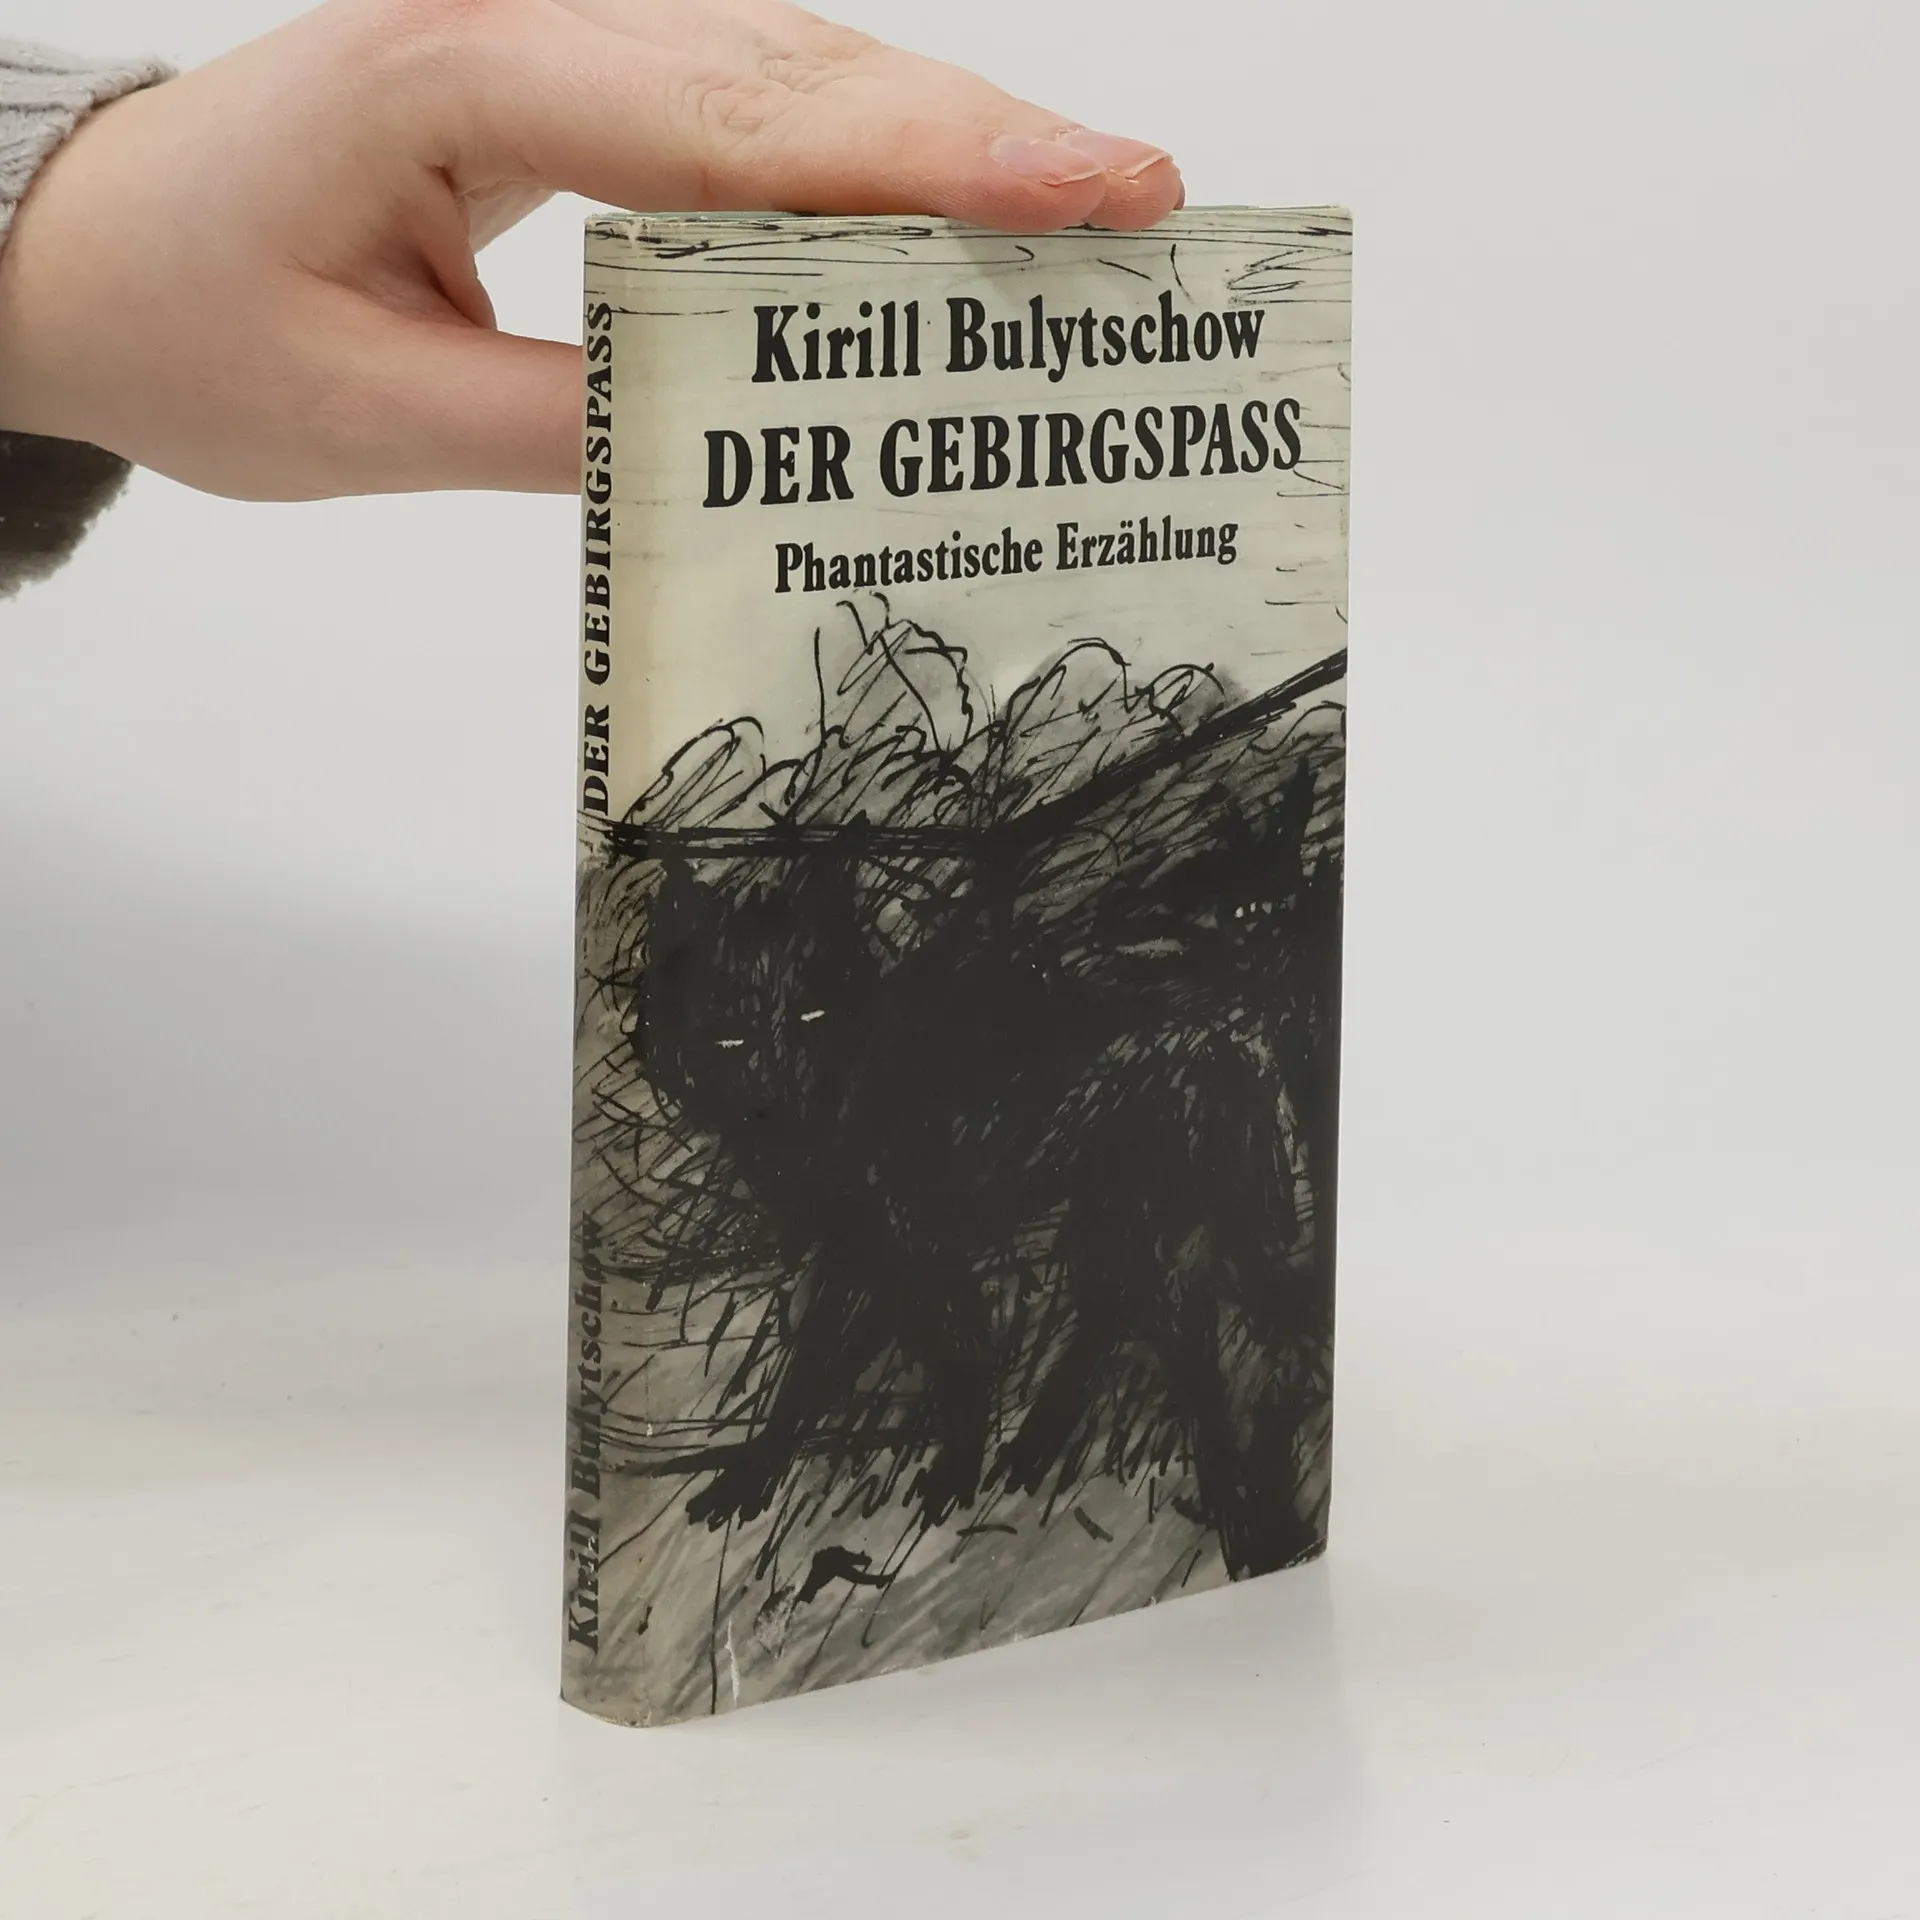 Kirill Bulytschow
DER GEBIRGSPASS
Phantastische Erzählung
Kirill Bulytschow DER GEBIRGSPASS